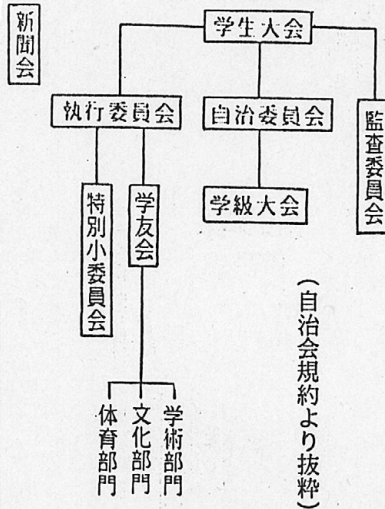 新聞会
学生大会
執行委員会
自治委員会
監査委員会
特別小委員会
学友会
学級大会
体育部門
文化部門
学術部門
(自治会規約より抜粋)